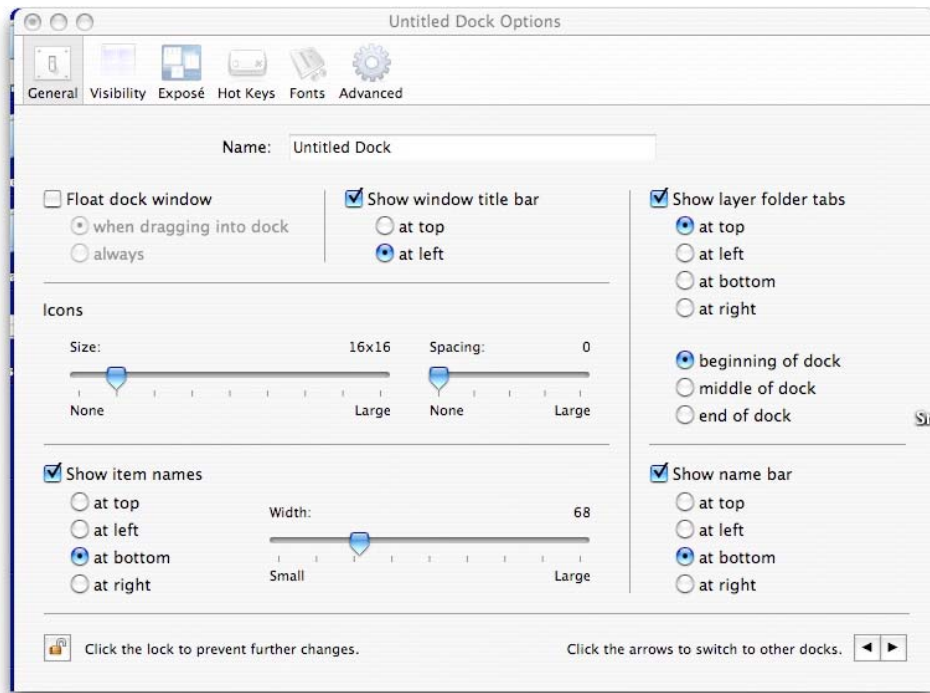 Untitled Dock Options
General Visibility Exposé Hot Keys Fonts Advanced
Name: Untitled Dock
Float dock window
when dragging into dock
always
Show window title bar
at top
at left
Show layer folder tabs
at top
at left
at bottom
at right
beginning of dock
middle of dock
end of dock
Icons
Size: 16x16
None Large
Spacing: 0
None Large
Show item names
at top
at left
at bottom
at right
Width: 68
Small Large
Show name bar
at top
at left
at bottom
at right
Click the lock to prevent further changes.
Click the arrows to switch to other docks.